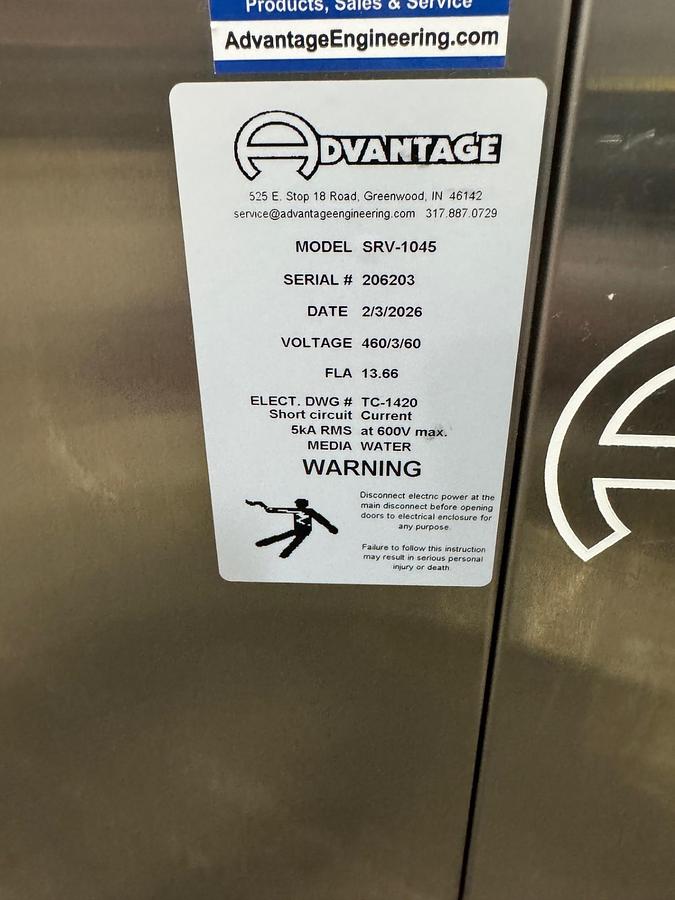 Products, Sales & Service
AdvantageEngineering.com
ADVANTAGE
525 E. Stop 18 Road, Greenwood, IN 46142
service@advantageengineering.com 317.887.0729
MODEL SRV-1045
SERIAL # 206203
DATE 2/3/2026
VOLTAGE 460/3/60
FLA 13.66
ELECT. DWG # TC-1420
Short circuit Current
5kA RMS at 600V max.
MEDIA WATER
WARNING
Disconnect electric power at the
main disconnect before opening
doors to electrical enclosure for
any purpose.
Failure to follow this instruction
may result in serious personal
injury or death.